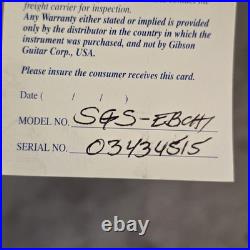 freight carrier for inspection.
Any Warranty either stated or implied is provided
only by the distributor in the country in which the
instrument was purchased, and not by Gibson
Guitar Corp., USA.
Please insure the consumer receives this card.
Date ( / / )
MODEL NO. SGS-EBCH1
SERIAL NO. 03434515